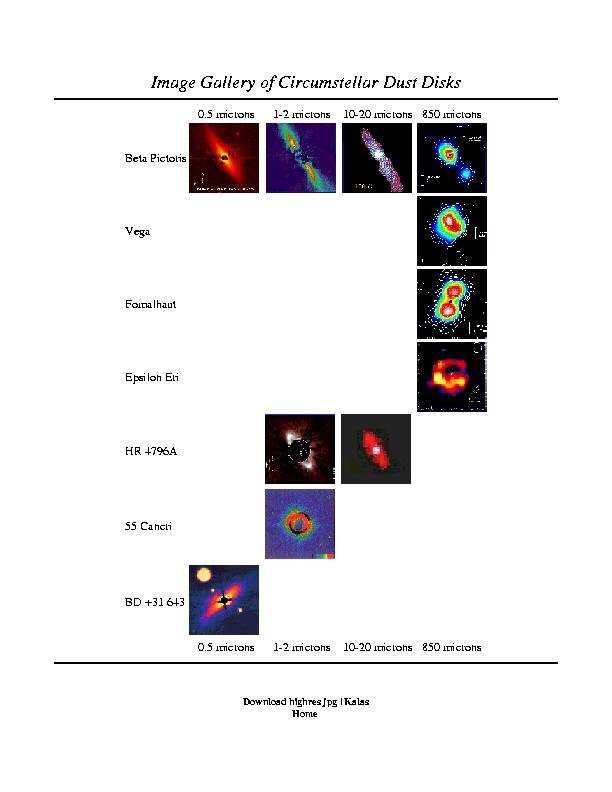 Image Gallery of Circumstellar Dust Disks
0.5 microns 1-2 microns 10-20 microns 850 microns
Beta Pictoris
Vega
Fomalhaut
Epsilon Eri
HR 4796A
55 Cancri
BD +31 643
0.5 microns 1-2 microns 10-20 microns 850 microns
Download highres jpg | Kalas
Home